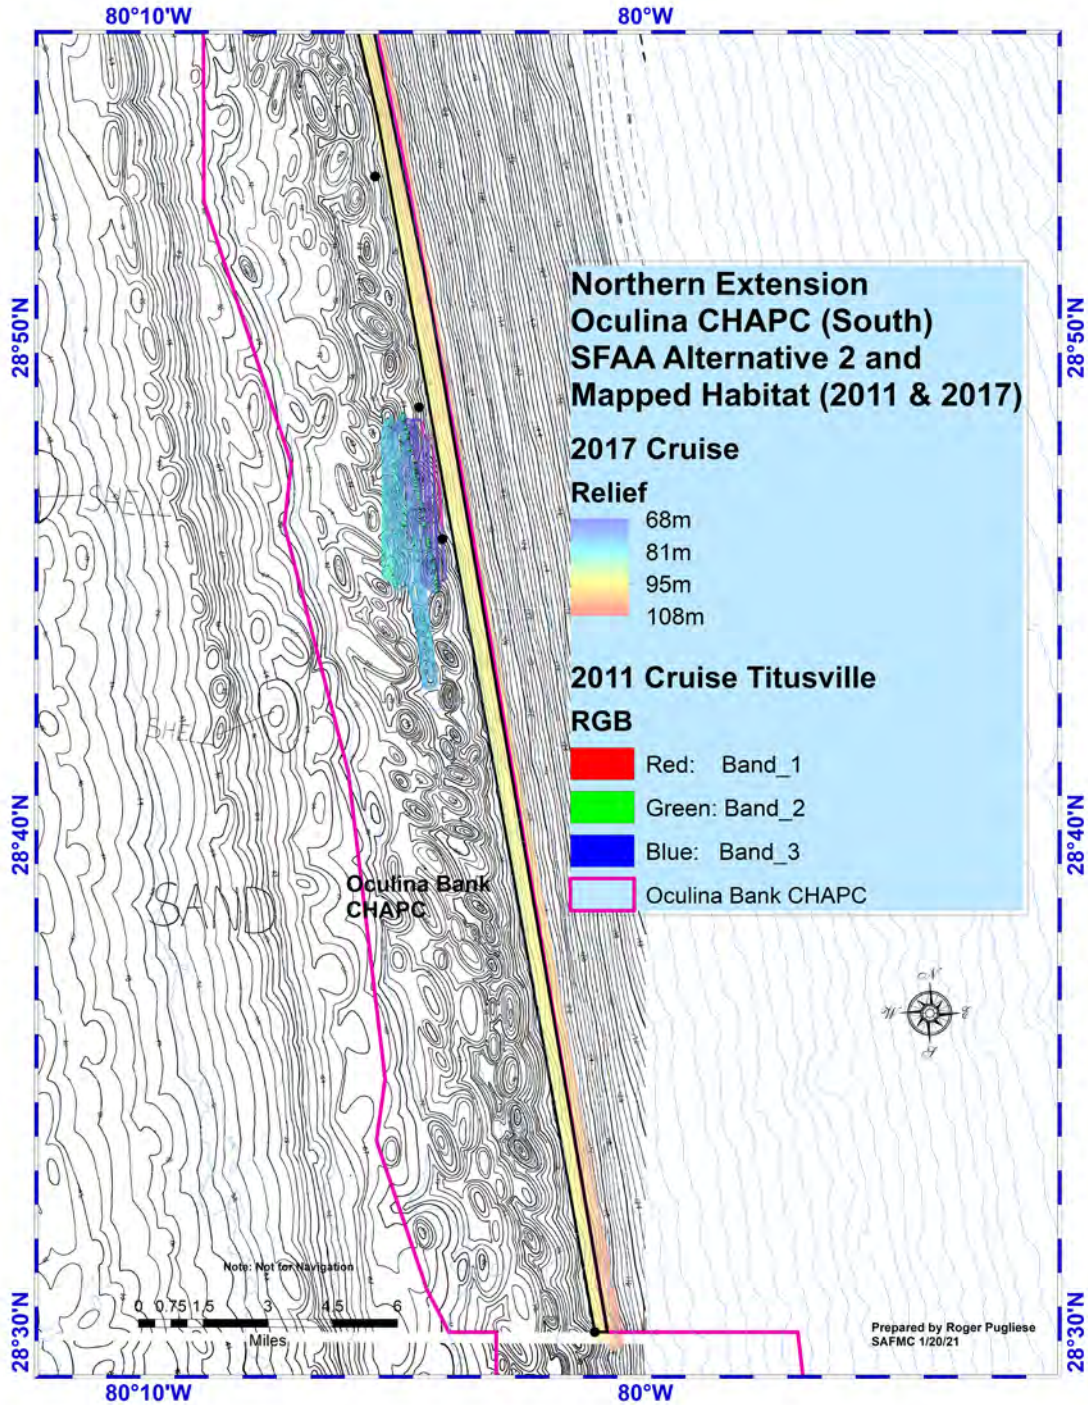 80°10'W 80°W
28°50'N 28°50'N
Northern Extension
Oculina CHAPC (South)
SFAA Alternative 2 and
Mapped Habitat (2011 & 2017)
2017 Cruise
Relief
68m
81m
95m
108m
SHELL
2011 Cruise Titusville
RGB
SHELL
Red: Band_1
Green: Band_2
28°40'N 28°40'N
Blue: Band_3
Oculina Bank CHAPC
Oculina Bank
CHAPC
SAND
N
W E
S
Note: Not for Navigation
0 0.75 1.5 3 4.5 6
Miles
28°30'N 28°30'N
Prepared by Roger Pugliese
SAFMC 1/20/21
80°10'W 80°W